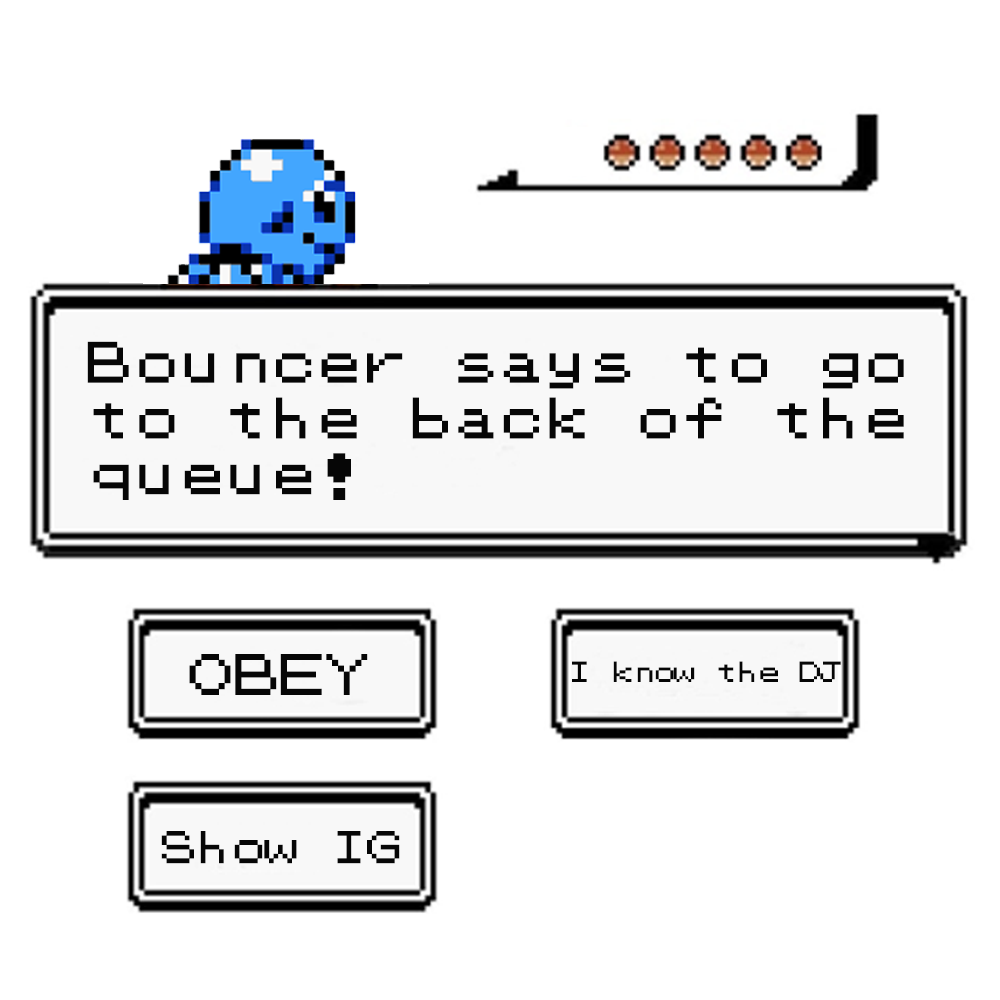 Bouncer says to go
to the back of the
queue!
OBEY
I know the DJ
Show IG